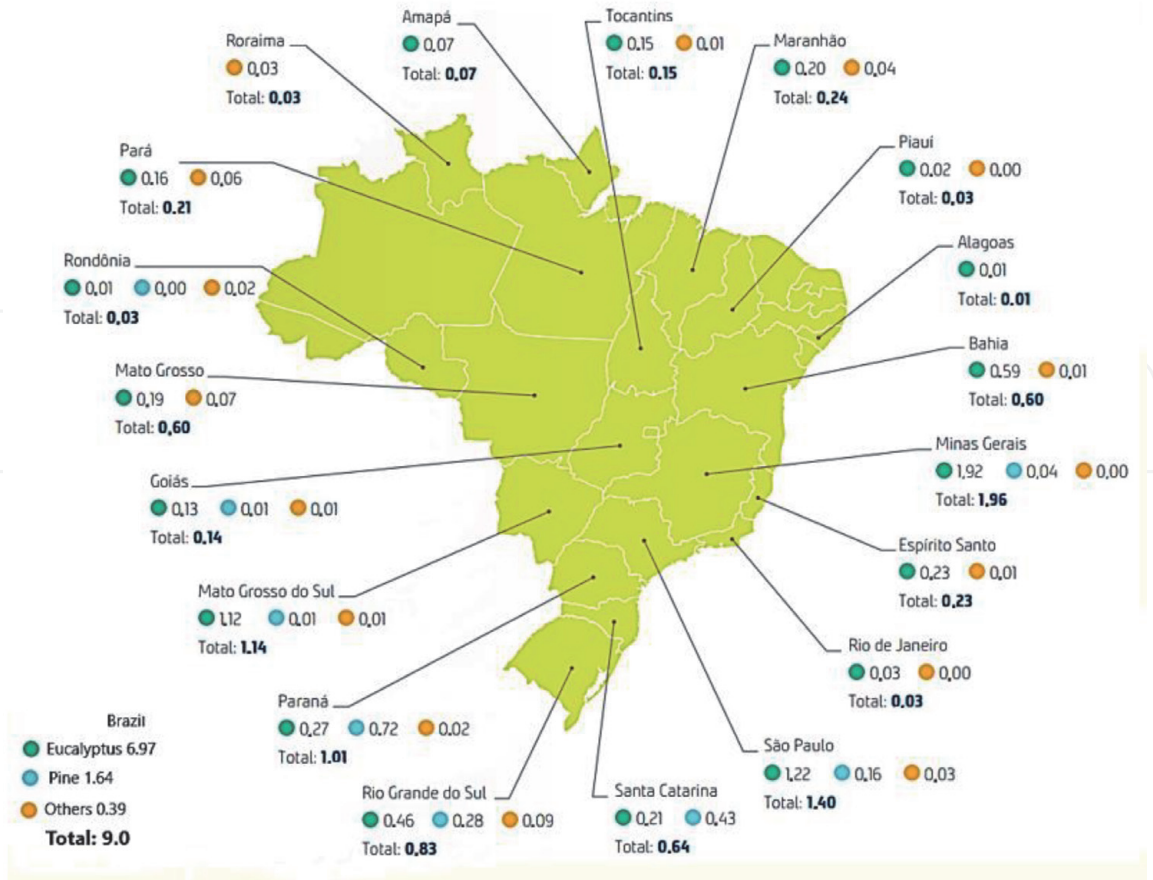 Amapá
0.07
Total: 0.07
Tocantins
0.15 0.01
Total: 0.15
Roraima
0.03
Total: 0.03
Maranhão
0.20 0.04
Total: 0.24
Pará
0.16 0.06
Total: 0.21
Piauí
0.02 0.00
Total: 0.03
Rondônia
0.01 0.00 0.02
Total: 0.03
Alagoas
0.01
Total: 0.01
Mato Grosso
0.19 0.07
Total: 0.60
Bahia
0.59 0.01
Total: 0.60
Goiás
0.13 0.01 0.01
Total: 0.14
Minas Gerais
1.92 0.04 0.00
Total: 1.96
Mato Grosso do Sul
1.12 0.01 0.01
Total: 1.14
Espírito Santo
0.23 0.01
Total: 0.23
Paraná
0.27 0.72 0.02
Total: 1.01
Rio de Janeiro
0.03 0.00
Total: 0.03
Rio Grande do Sul
0.46 0.28 0.09
Total: 0.83
Santa Catarina
0.21 0.43
Total: 0.64
São Paulo
1.22 0.16 0.03
Total: 1.40
Brazil
Eucalyptus 6.97
Pine 1.64
Others 0.39
Total: 9.0